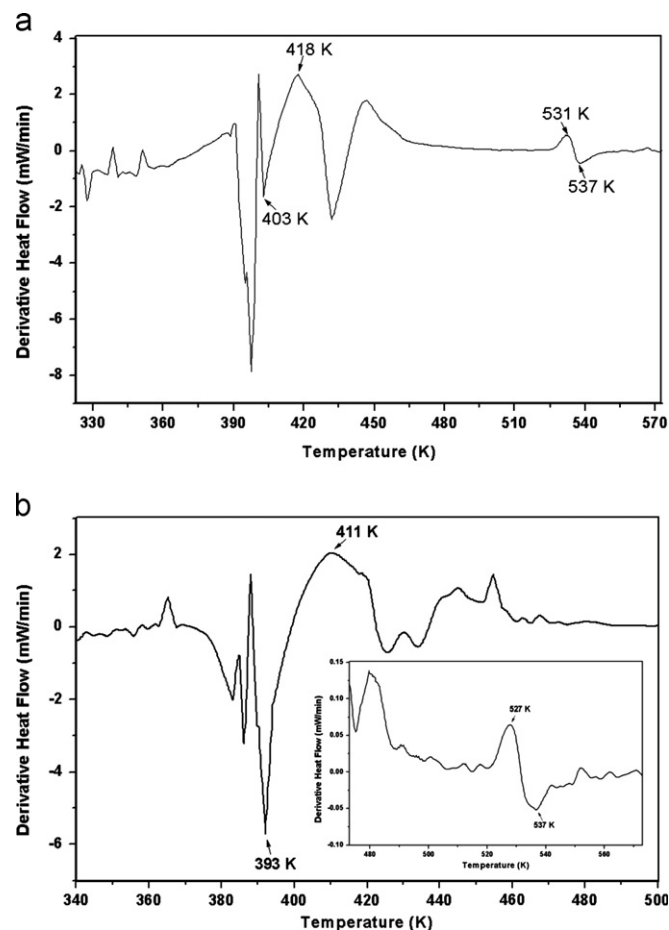 a
4
2
0
-2
-4
-6
-8
Derivative Heat Flow (mW/min)
418 K
403 K
531 K
537 K
323 360 400 420 450 480 510 540 570
Temperature (K)
b
2
0
-2
-4
-6
Derivative Heat Flow (mW/min)
411 K
393 K
0.15
0.10
0.05
0.00
-0.05
-0.10
Derivative Heat Flow (mW/min)
527 K
537 K
480 500 520 540 560
Temperature (K)
340 360 380 400 420 440 460 480 500
Temperature (K)